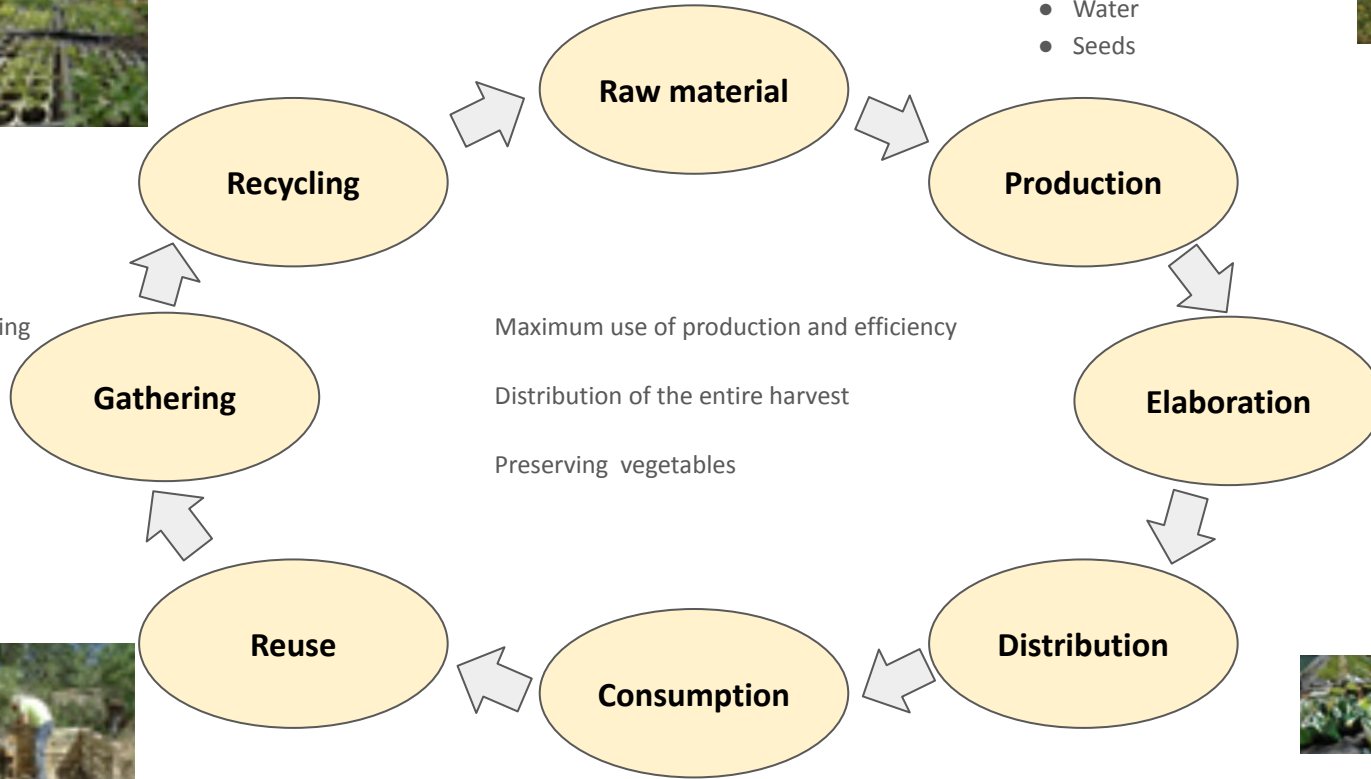 ● Water
● Seeds
Raw material
Recycling
Production
ing
Maximum use of production and efficiency
Gathering
Distribution of the entire harvest
Elaboration
Preserving vegetables
Reuse
Distribution
Consumption